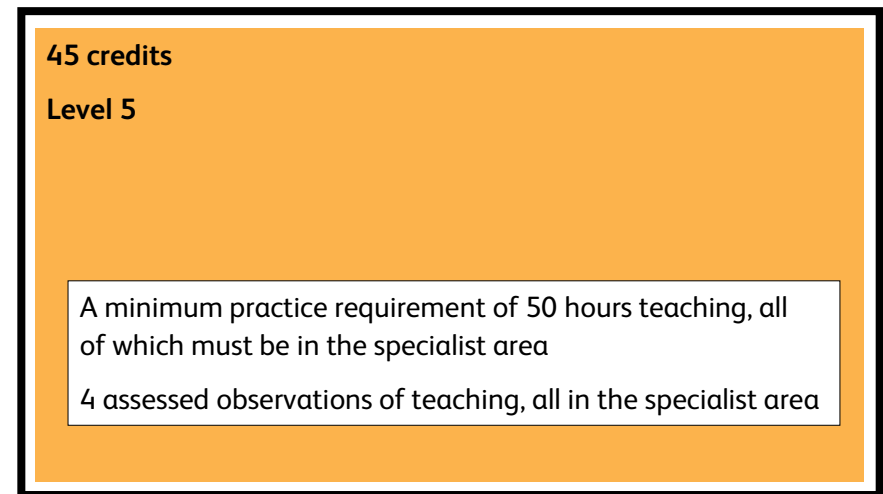 45 credits
Level 5
A minimum practice requirement of 50 hours teaching, all
of which must be in the specialist area
4 assessed observations of teaching, all in the specialist area